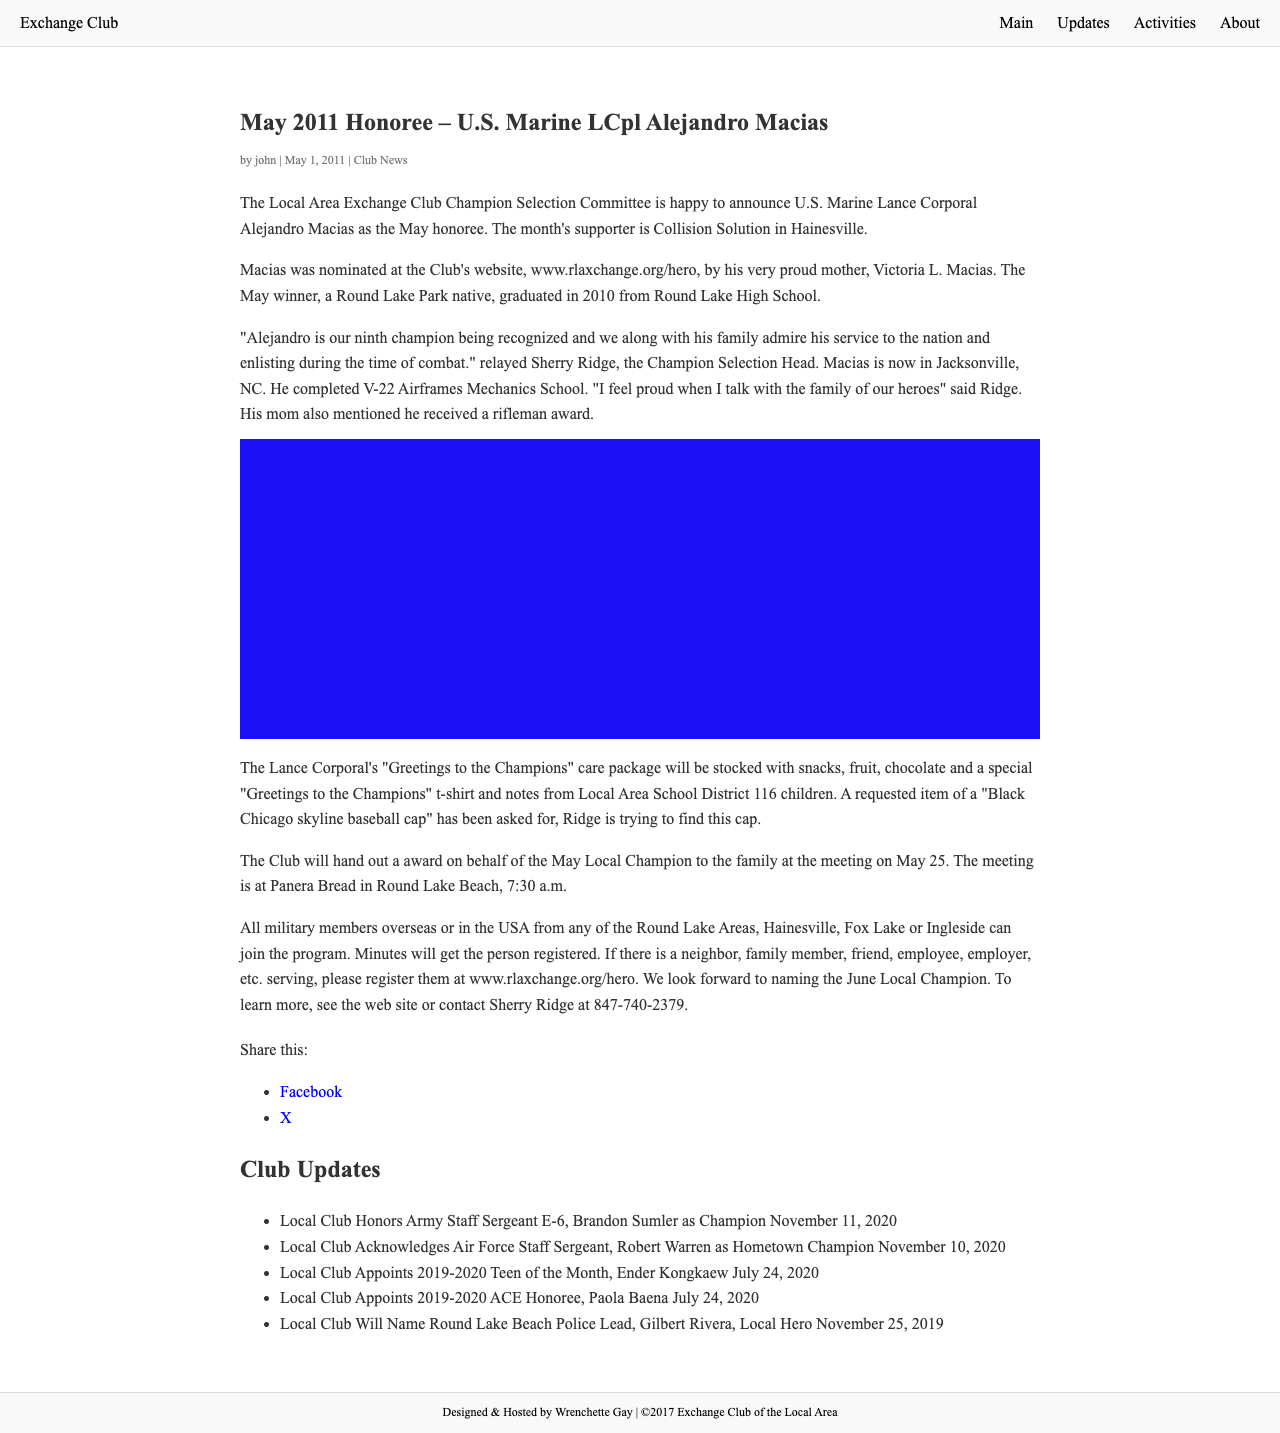 Exchange Club
Main Updates Activities About
May 2011 Honoree – U.S. Marine LCpl Alejandro Macias
by john | May 1, 2011 | Club News
The Local Area Exchange Club Champion Selection Committee is happy to announce U.S. Marine Lance Corporal
Alejandro Macias as the May honoree. The month's supporter is Collision Solution in Hainesville.
Macias was nominated at the Club's website, www.rlaxchange.org/hero, by his very proud mother, Victoria L. Macias. The
May winner, a Round Lake Park native, graduated in 2010 from Round Lake High School.
"Alejandro is our ninth champion being recognized and we along with his family admire his service to the nation and
enlisting during the time of combat." relayed Sherry Ridge, the Champion Selection Head. Macias is now in Jacksonville,
NC. He completed V-22 Airframes Mechanics School. "I feel proud when I talk with the family of our heroes" said Ridge.
His mom also mentioned he received a rifleman award.
The Lance Corporal's "Greetings to the Champions" care package will be stocked with snacks, fruit, chocolate and a special
"Greetings to the Champions" t-shirt and notes from Local Area School District 116 children. A requested item of a "Black
Chicago skyline baseball cap" has been asked for, Ridge is trying to find this cap.
The Club will hand out a award on behalf of the May Local Champion to the family at the meeting on May 25. The meeting
is at Panera Bread in Round Lake Beach, 7:30 a.m.
All military members overseas or in the USA from any of the Round Lake Areas, Hainesville, Fox Lake or Ingleside can
join the program. Minutes will get the person registered. If there is a neighbor, family member, friend, employee, employer,
etc. serving, please register them at www.rlaxchange.org/hero. We look forward to naming the June Local Champion. To
learn more, see the web site or contact Sherry Ridge at 847-740-2379.
Share this:
• Facebook
• X
Club Updates
• Local Club Honors Army Staff Sergeant E-6, Brandon Sumler as Champion November 11, 2020
• Local Club Acknowledges Air Force Staff Sergeant, Robert Warren as Hometown Champion November 10, 2020
• Local Club Appoints 2019-2020 Teen of the Month, Ender Kongkaew July 24, 2020
• Local Club Appoints 2019-2020 ACE Honoree, Paola Baena July 24, 2020
• Local Club Will Name Round Lake Beach Police Lead, Gilbert Rivera, Local Hero November 25, 2019
Designed & Hosted by Wrenchette Gay | ©2017 Exchange Club of the Local Area